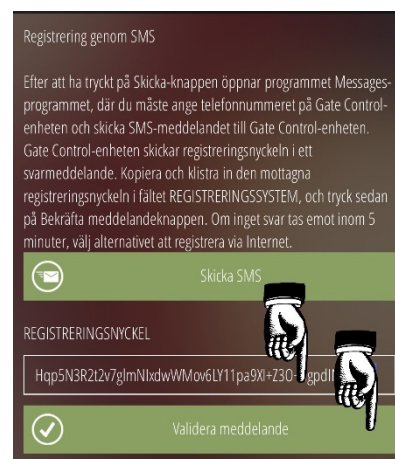 Registrering genom SMS
Efter att ha tryckt på Skicka-knappen öppnar programmet Messages-
programmet, där du måste ange telefonnummeret på Gate Control-
enheten och skicka SMS-meddelandet till Gate Control-enheten.
Gate Control-enheten skickar registreringsnyckeln i ett
svarmeddelande. Kopiera och klistra in den mottagna
registreringsnyckeln i fältet REGISTRERINGSSYSTEM, och tryck sedan
på Bekräfta meddelandeknappen. Om inget svar tas emot inom 5
minuter, välj alternativet att registrera via Internet.
Skicka SMS
REGISTRERINGSNYCKEL
Validera meddelande